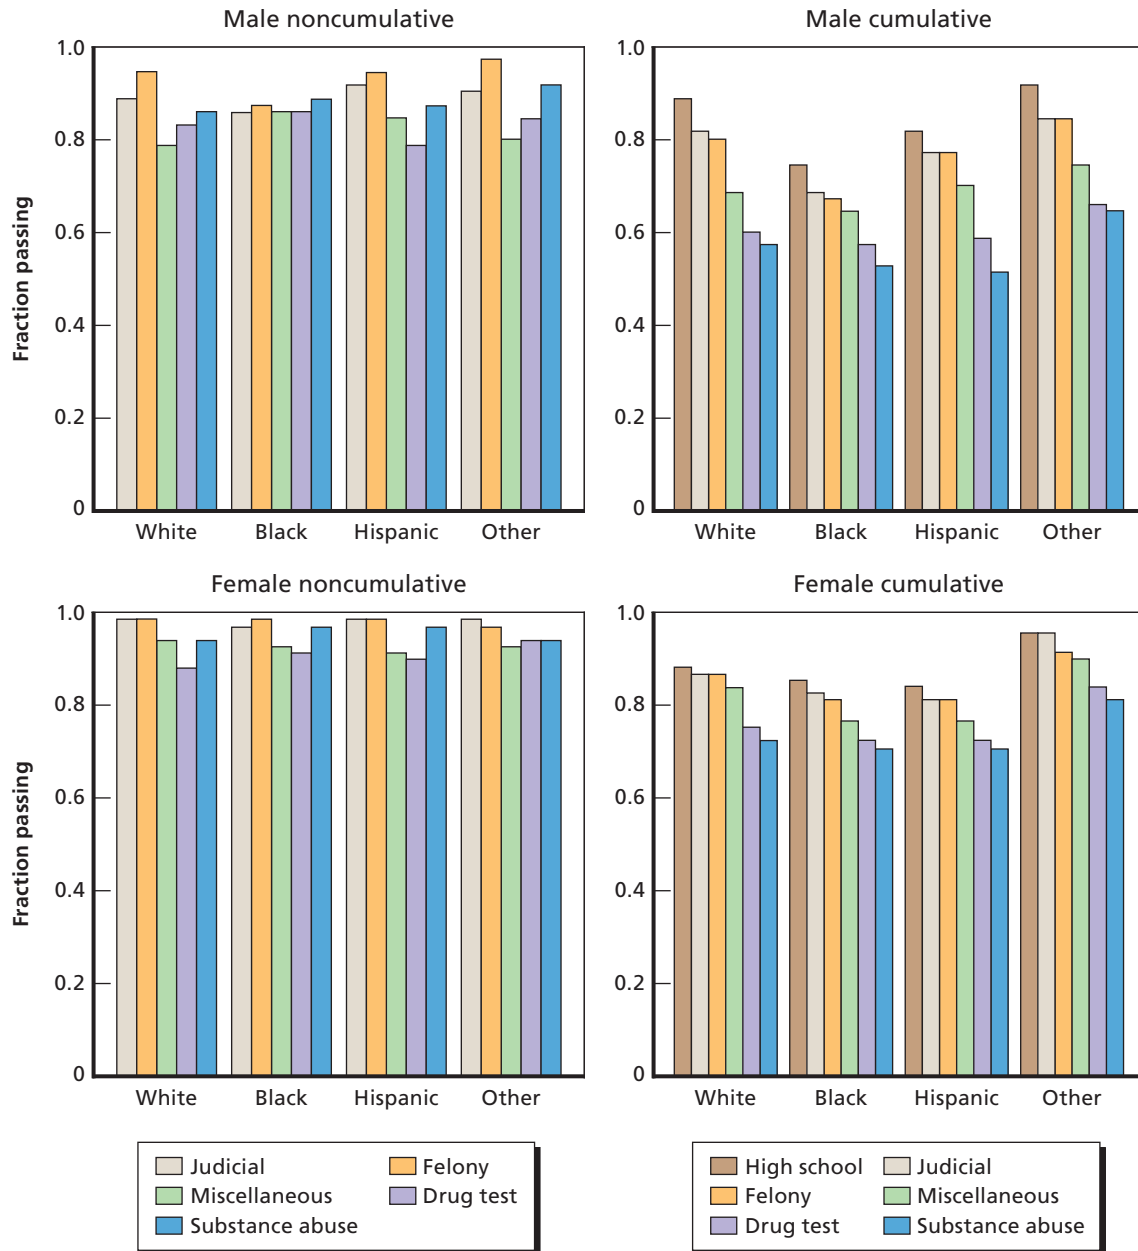 Male noncumulative
Male cumulative
Fraction passing
1.0
0.8
0.6
0.4
0.2
0
White Black Hispanic Other
1.0
0.8
0.6
0.4
0.2
0
White Black Hispanic Other
Female noncumulative
Female cumulative
Fraction passing
1.0
0.8
0.6
0.4
0.2
0
White Black Hispanic Other
1.0
0.8
0.6
0.4
0.2
0
White Black Hispanic Other
Judicial Felony
Miscellaneous Drug test
Substance abuse
High school Judicial
Felony Miscellaneous
Drug test Substance abuse